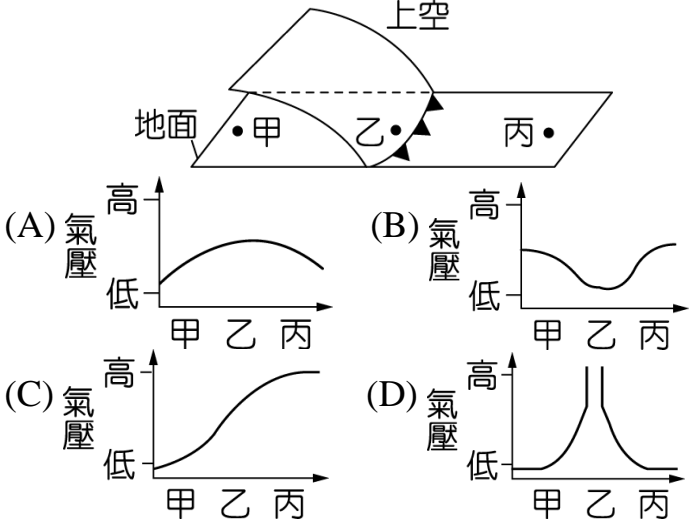 上空
地面
甲
乙
丙
(A)
氣壓
高
低
甲 乙 丙
(B)
氣壓
高
低
甲 乙 丙
(C)
氣壓
高
低
甲 乙 丙
(D)
氣壓
高
低
甲 乙 丙